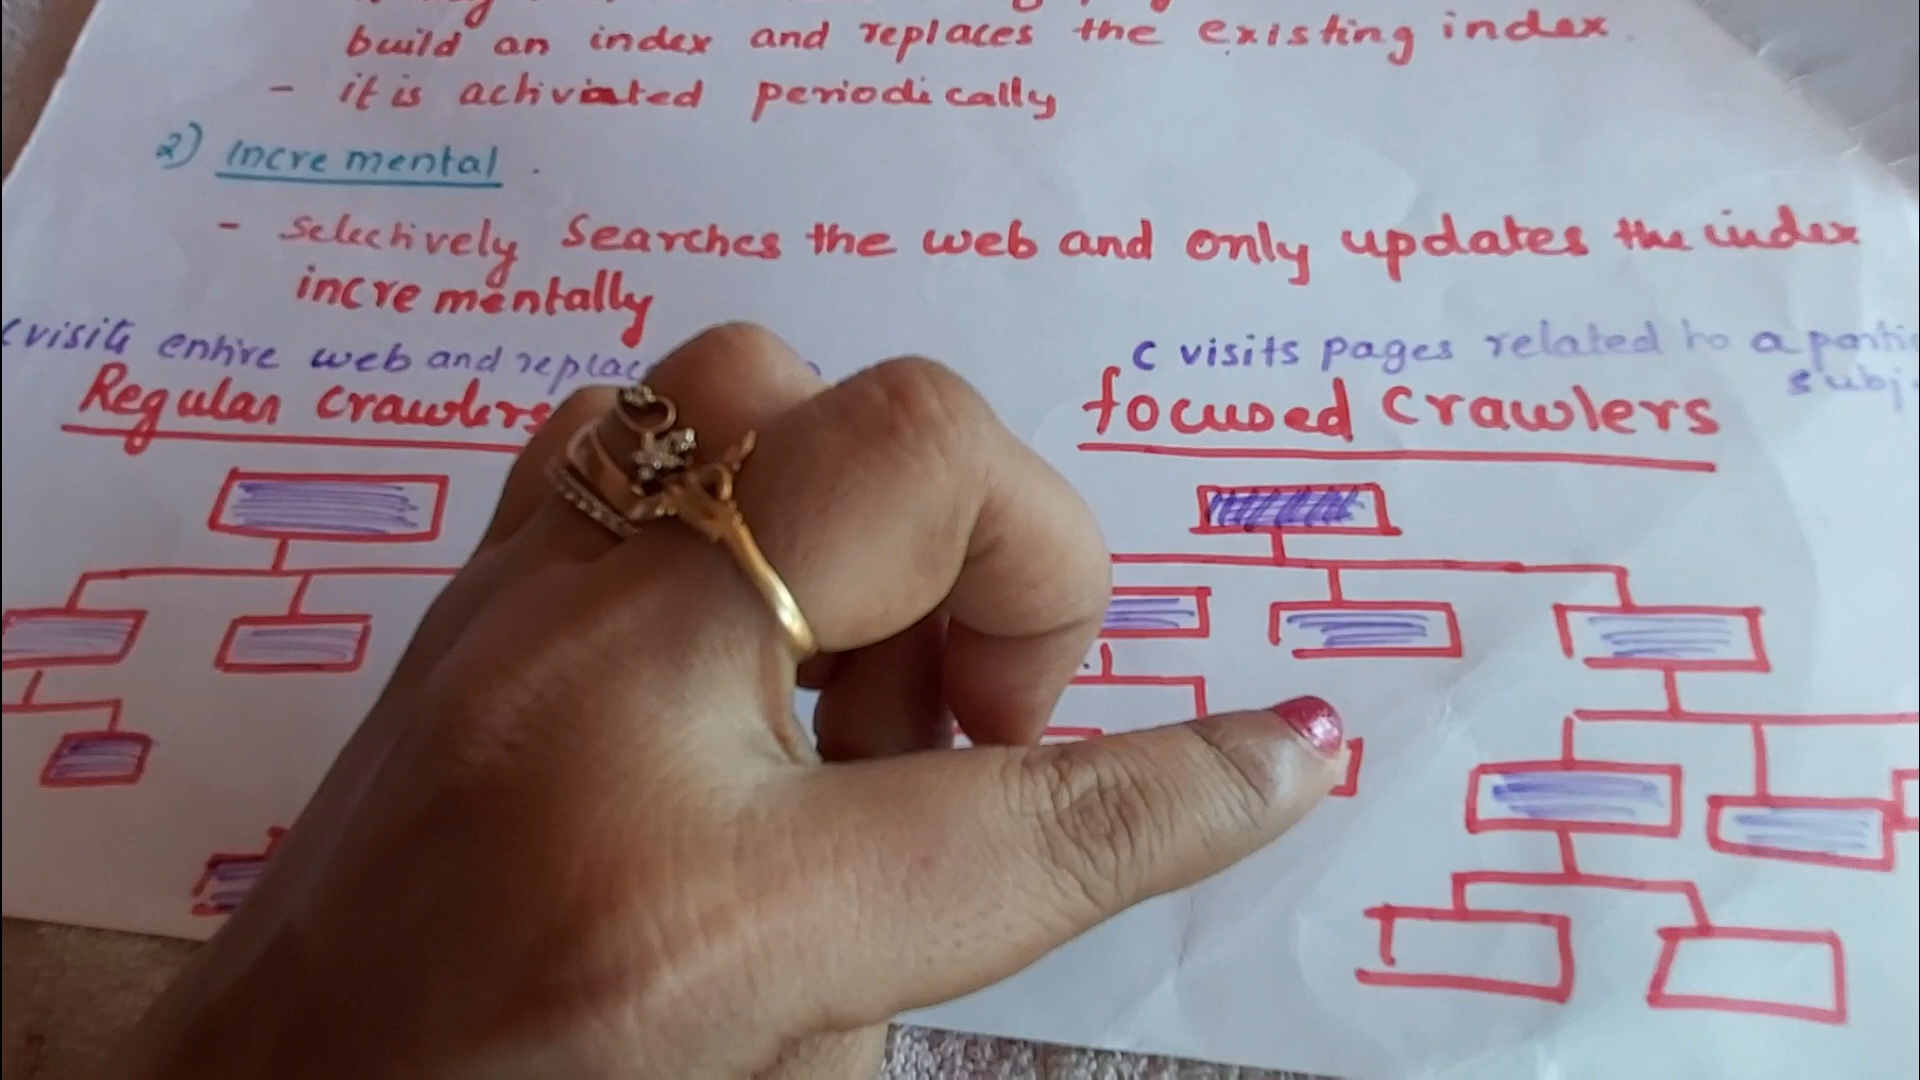 build an index and replaces the existing index.
- it is activated periodically
2) Incremental.
- selectively searches the web and only updates the index
incrementally
(visits entire web and replac
Regular crawlers
C visits pages related to a parti
subj
focused Crawlers